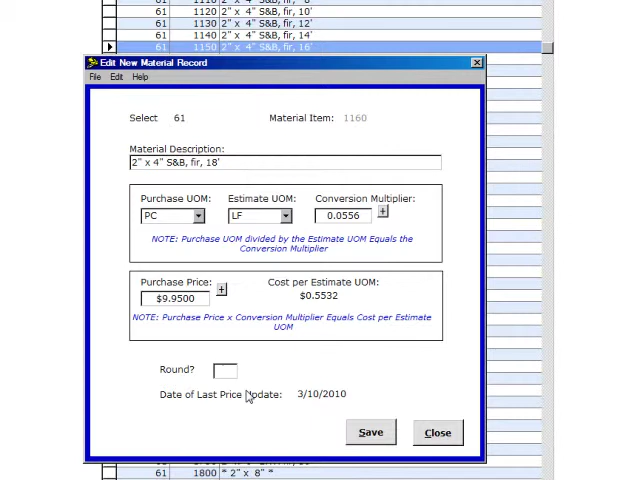 61 1120 2" x 4" S&B, fir, 10'
61 1130 2" x 4" S&B, fir, 12'
61 1140 2" x 4" S&B, fir, 14'
61 1150 2" x 4" S&B, fir, 16'
Edit New Material Record
File Edit Help
Select 61 Material Item: 1160
Material Description:
2" x 4" S&B, fir, 18'
Purchase UOM: Estimate UOM: Conversion Multiplier:
PC LF 0.0556 +
NOTE: Purchase UOM divided by the Estimate UOM Equals the
Conversion Multiplier
Purchase Price: + Cost per Estimate UOM:
$9.9500 $0.5532
NOTE: Purchase Price x Conversion Multiplier Equals Cost per Estimate
UOM
Round?
Date of Last Price Update: 3/10/2010
Save Close
61 1800 * 2" x 8" *